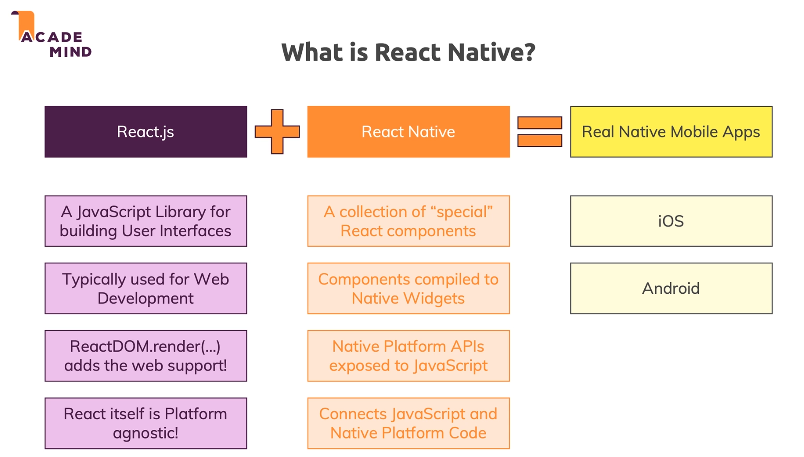 ACADE
MIND
What is React Native?
React.js
React Native
Real Native Mobile Apps
A JavaScript Library for
building User Interfaces
A collection of “special”
React components
iOS
Typically used for Web
Development
Components compiled to
Native Widgets
Android
ReactDOM.render(...)
adds the web support!
Native Platform APIs
exposed to JavaScript
React itself is Platform
agnostic!
Connects JavaScript and
Native Platform Code